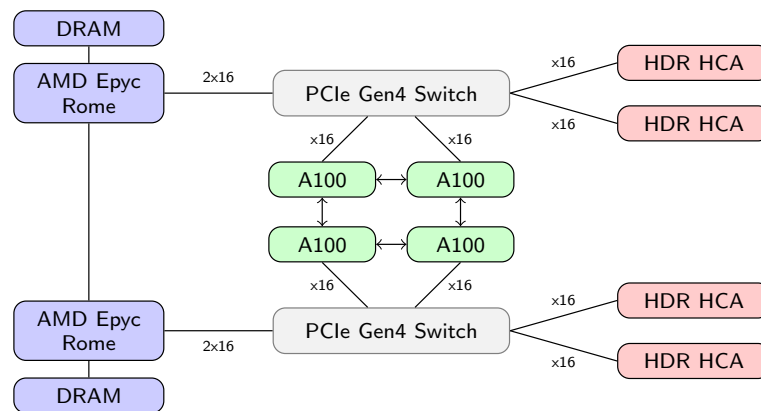 DRAM
AMD Epyc
Rome
2x16
PCIe Gen4 Switch
x16
HDR HCA
x16
HDR HCA
x16
x16
A100
A100
A100
A100
x16
x16
AMD Epyc
Rome
2x16
PCIe Gen4 Switch
x16
HDR HCA
x16
HDR HCA
DRAM